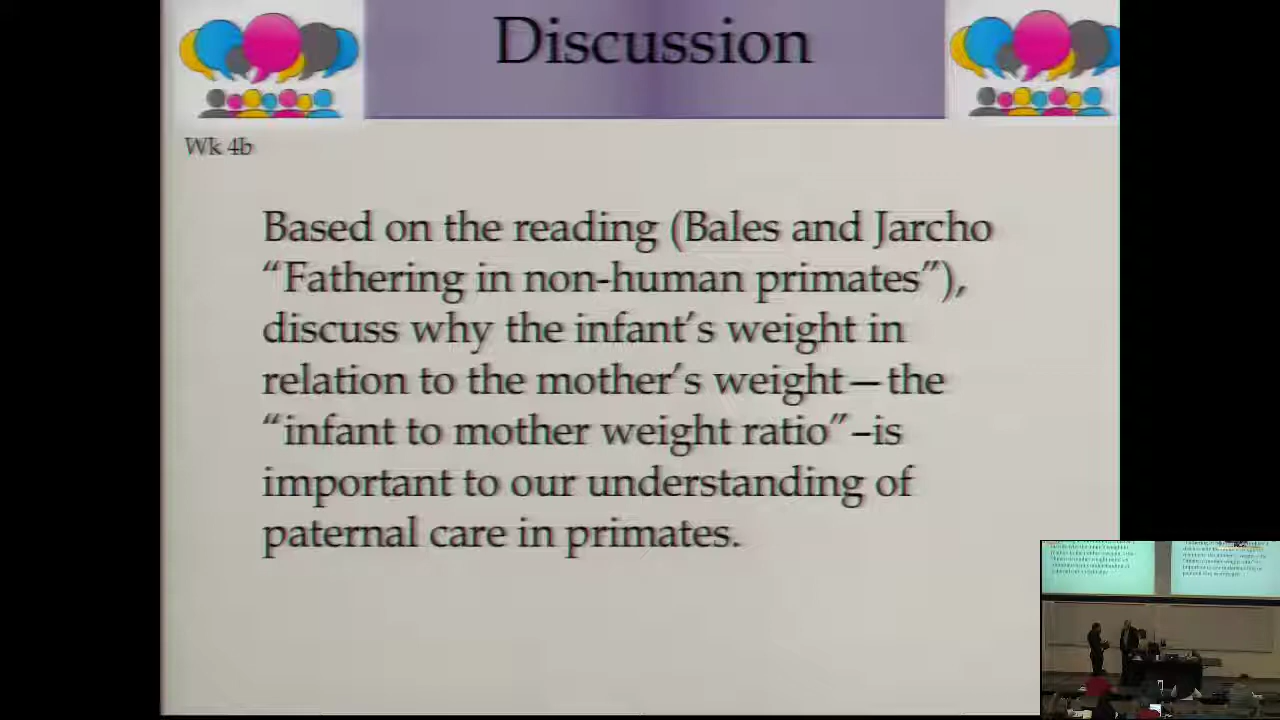 Discussion
Wk 4b
Based on the reading (Bales and Jarcho
“Fathering in non-human primates”),
discuss why the infant’s weight in
relation to the mother’s weight—the
“infant to mother weight ratio”–is
important to our understanding of
paternal care in primates.